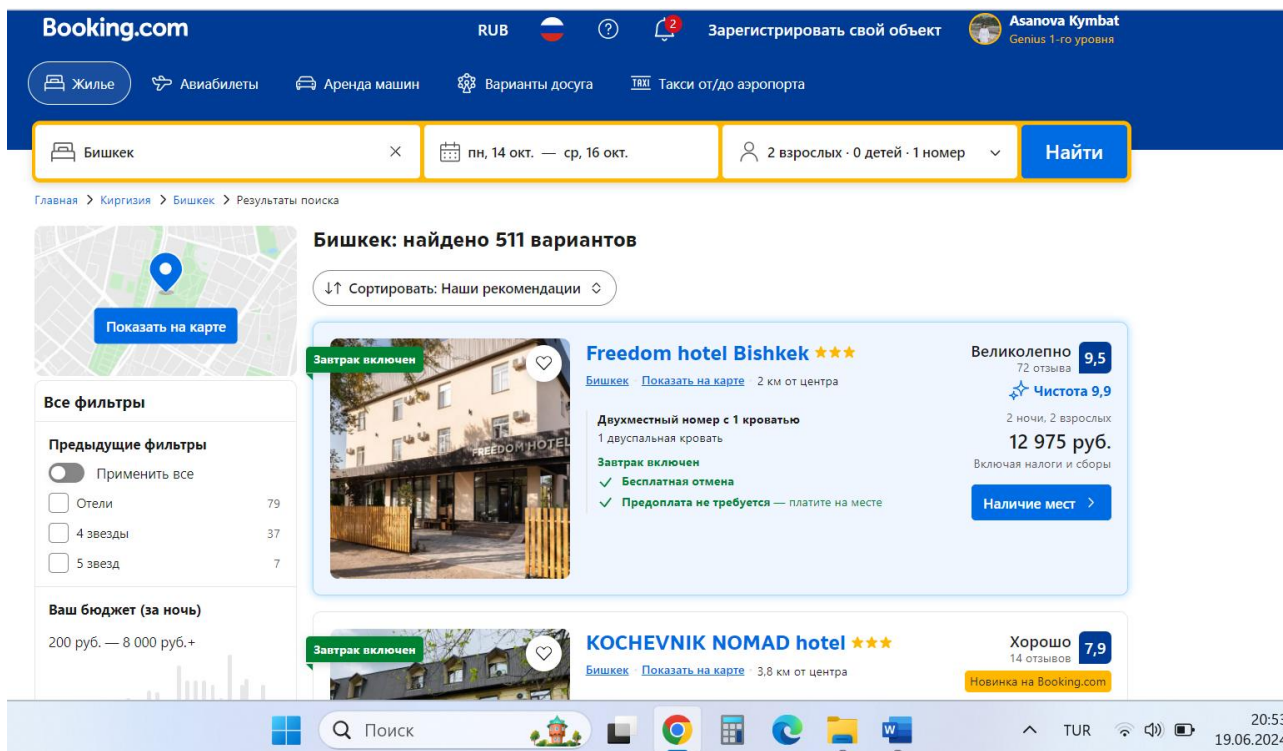 Booking.com
RUB
2
Зарегистрировать свой объект
Asanova Kymbat
Genius 1-го уровня
Жилье
Авиабилеты
Аренда машин
Варианты досуга
TAXI Такси от/до аэропорта
Бишкек
пн, 14 окт. — ср, 16 окт.
2 взрослых · 0 детей · 1 номер
Найти
Главная > Киргизия > Бишкек > Результаты поиска
Показать на карте
Все фильтры
Предыдущие фильтры
Применить все
Отели 79
4 звезды 37
5 звезд 7
Ваш бюджет (за ночь)
200 руб. — 8 000 руб.+
Бишкек: найдено 511 вариантов
Сортировать: Наши рекомендации
Завтрак включен
FREEDOM HOTEL
Freedom hotel Bishkek
Бишкек · Показать на карте · 2 км от центра
Двухместный номер с 1 кроватью
1 двуспальная кровать
Завтрак включен
Бесплатная отмена
Предоплата не требуется — платите на месте
Великолепно 9,5
72 отзыва
Чистота 9,9
2 ночи, 2 взрослых
12 975 руб.
Включая налоги и сборы
Наличие мест >
Завтрак включен
KOCHEVNIK NOMAD hotel
Бишкек · Показать на карте · 3,8 км от центра
Хорошо 7,9
14 отзывов
Новинка на Booking.com
Поиск
W
TUR
20:53
19.06.2024